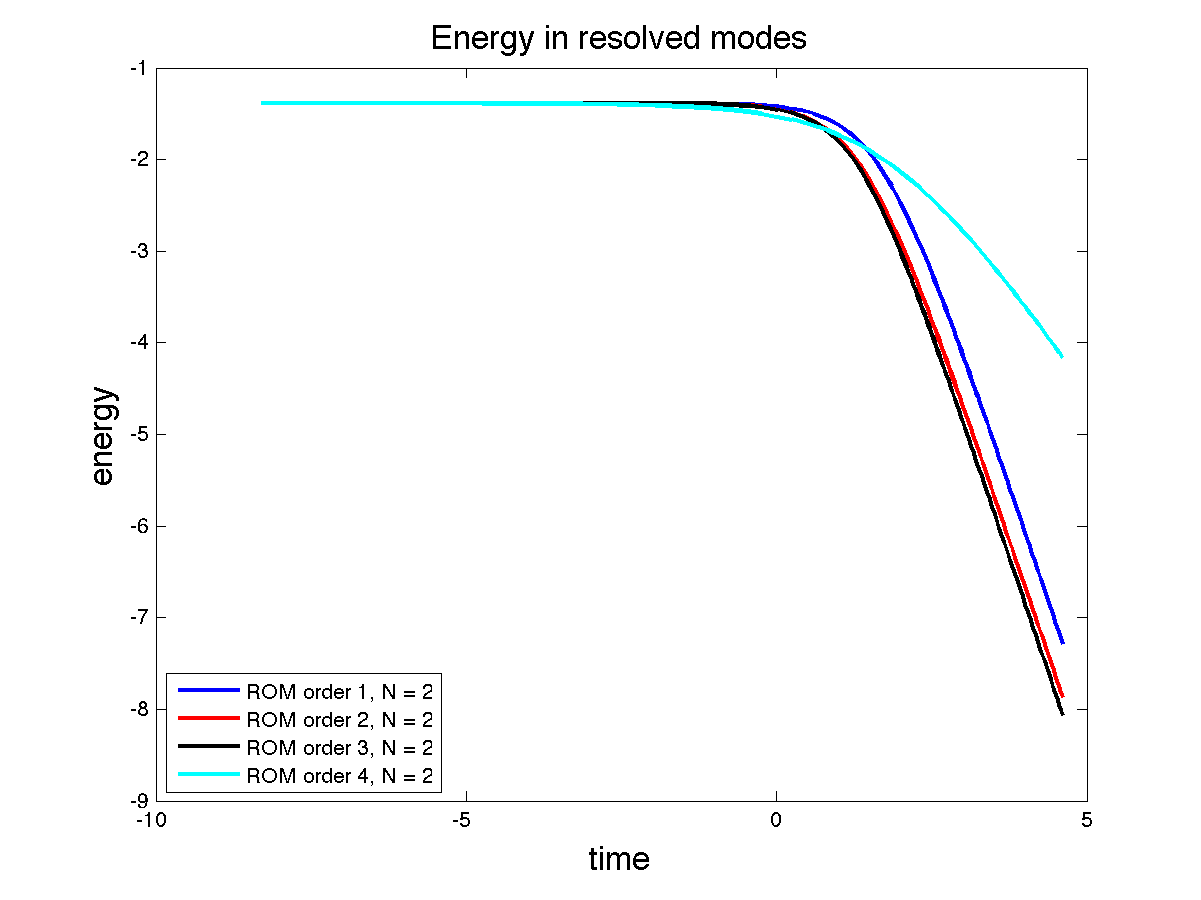 Energy in resolved modes
-1
-2
-3
-4
-5
-6
-7
-8
-9
energy
ROM order 1, N = 2
ROM order 2, N = 2
ROM order 3, N = 2
ROM order 4, N = 2
-10
-5
0
5
time